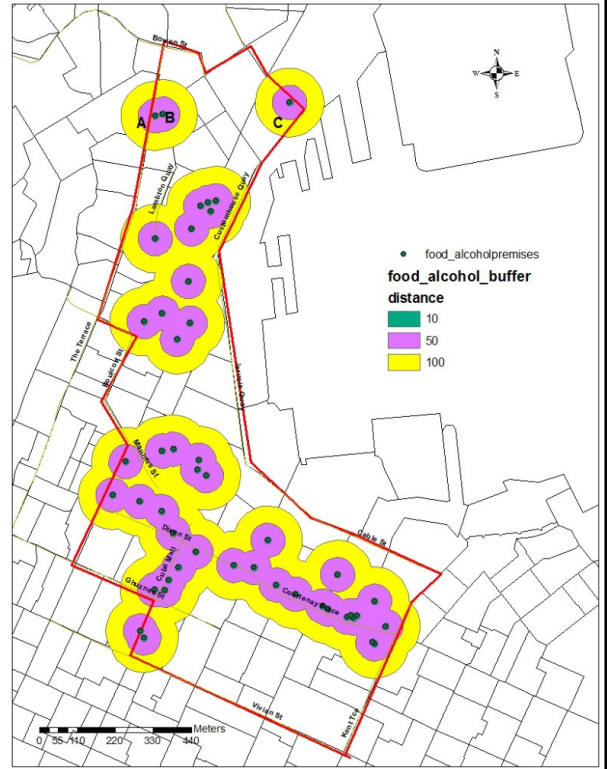 Bowen St
N
W E
S
A B
C
Lambton Quay
Customhouse Quay
food_alcoholpremises
food_alcohol_buffer
distance
10
50
100
The Terrace
Boulcott St
Jervois Quay
Manners St
Cable St
Dixon St
Cuba Mall
Ghuznee St
Courtenay Place
Vivian St
Kent Tce
Meters
0 55 110 220 330 440